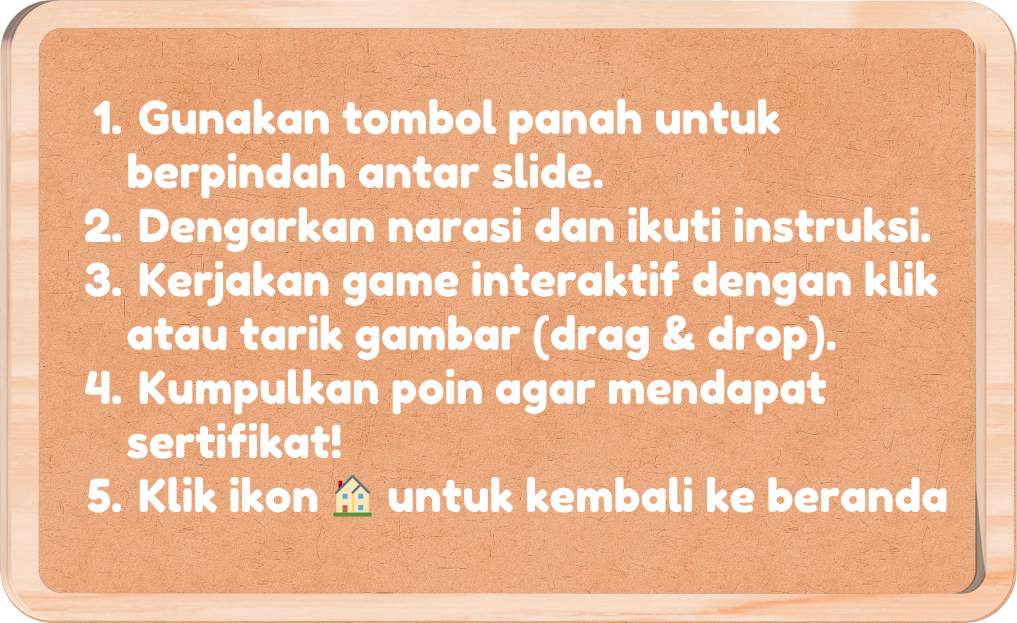 1. Gunakan tombol panah untuk
berpindah antar slide.
2. Dengarkan narasi dan ikuti instruksi.
3. Kerjakan game interaktif dengan klik
atau tarik gambar (drag & drop).
4. Kumpulkan poin agar mendapat
sertifikat!
5. Klik ikon 🏠 untuk kembali ke beranda